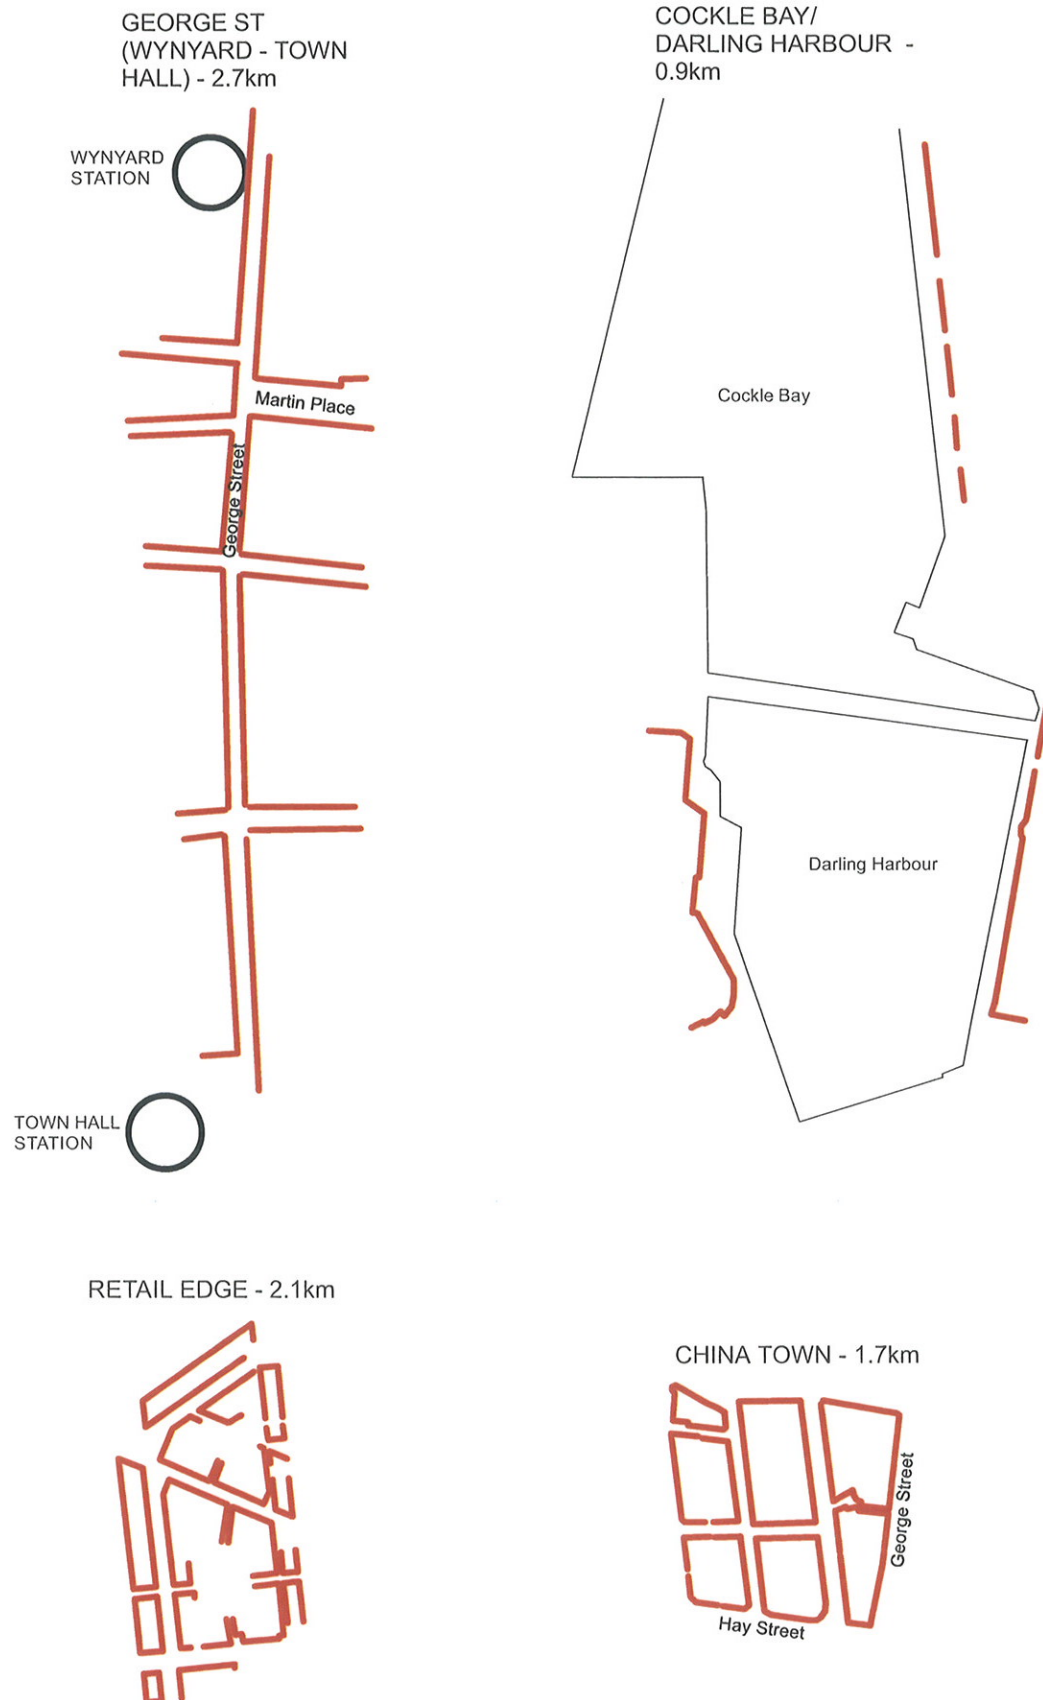 GEORGE ST
(WYNYARD - TOWN
HALL) - 2.7km
WYNYARD
STATION
Martin Place
George Street
TOWN HALL
STATION
COCKLE BAY/
DARLING HARBOUR -
0.9km
Cockle Bay
Darling Harbour
RETAIL EDGE - 2.1km
CHINA TOWN - 1.7km
George Street
Hay Street